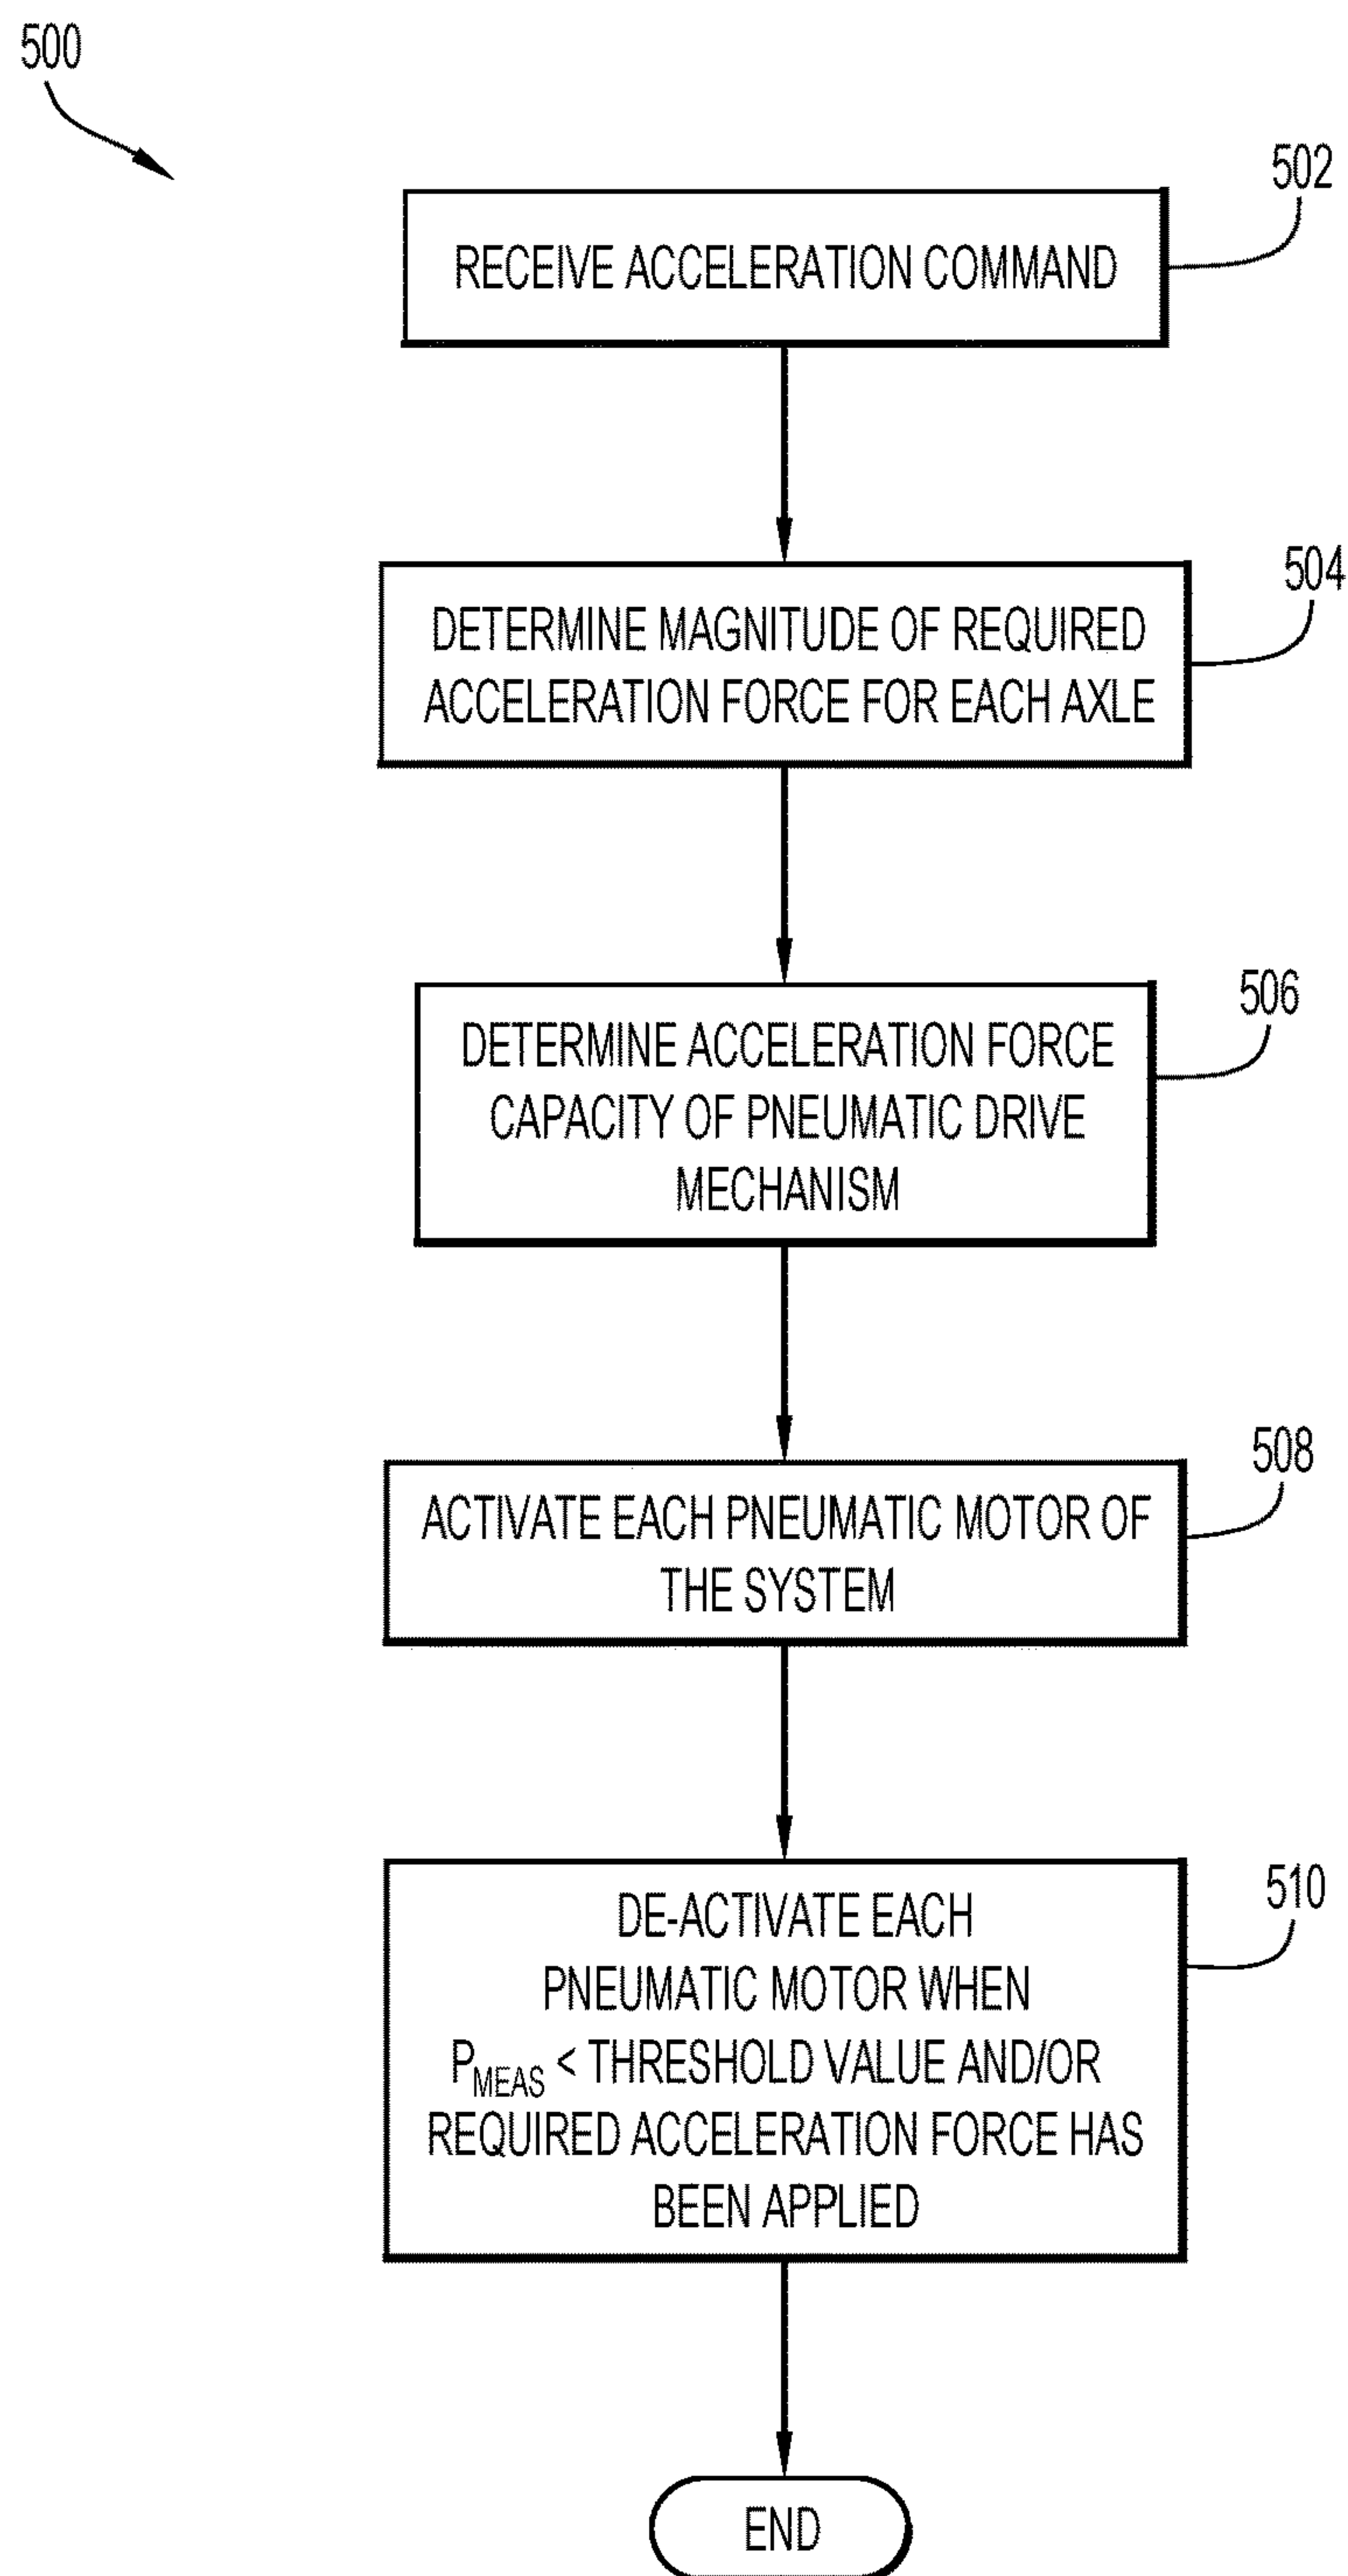 500
502
RECEIVE ACCELERATION COMMAND
504
DETERMINE MAGNITUDE OF REQUIRED
ACCELERATION FORCE FOR EACH AXLE
506
DETERMINE ACCELERATION FORCE
CAPACITY OF PNEUMATIC DRIVE
MECHANISM
508
ACTIVATE EACH PNEUMATIC MOTOR OF
THE SYSTEM
510
DE-ACTIVATE EACH
PNEUMATIC MOTOR WHEN
PMEAS < THRESHOLD VALUE AND/OR
REQUIRED ACCELERATION FORCE HAS
BEEN APPLIED
END